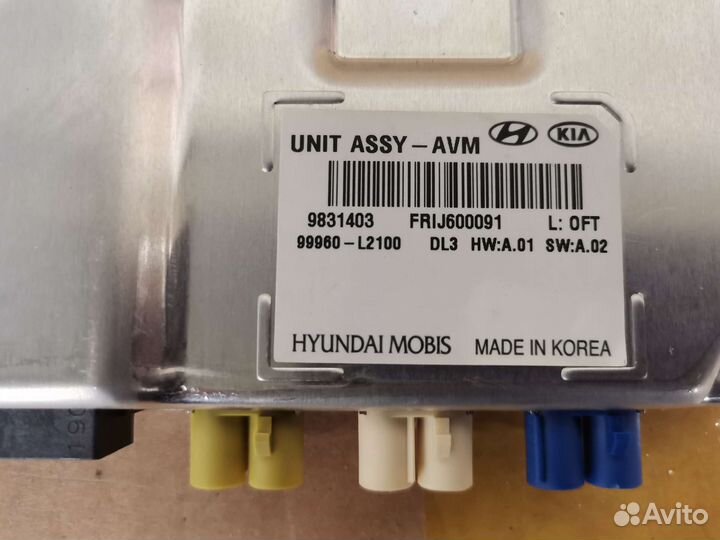 UNIT ASSY-AVM KIA
9831403 FRIJ600091 L: OFT
99960-L2100 DL3 HW:A.01 SW:A.02
HYUNDAI MOBIS MADE IN KOREA
190
Avito